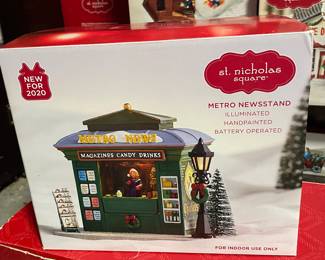 NEW
FOR
2020
st. nicholas
square
METRO NEWSSTAND
ILLUMINATED
HANDPAINTED
BATTERY OPERATED
METRO NEWS
MAGAZINES CANDY DRINKS
FOR INDOOR USE ONLY